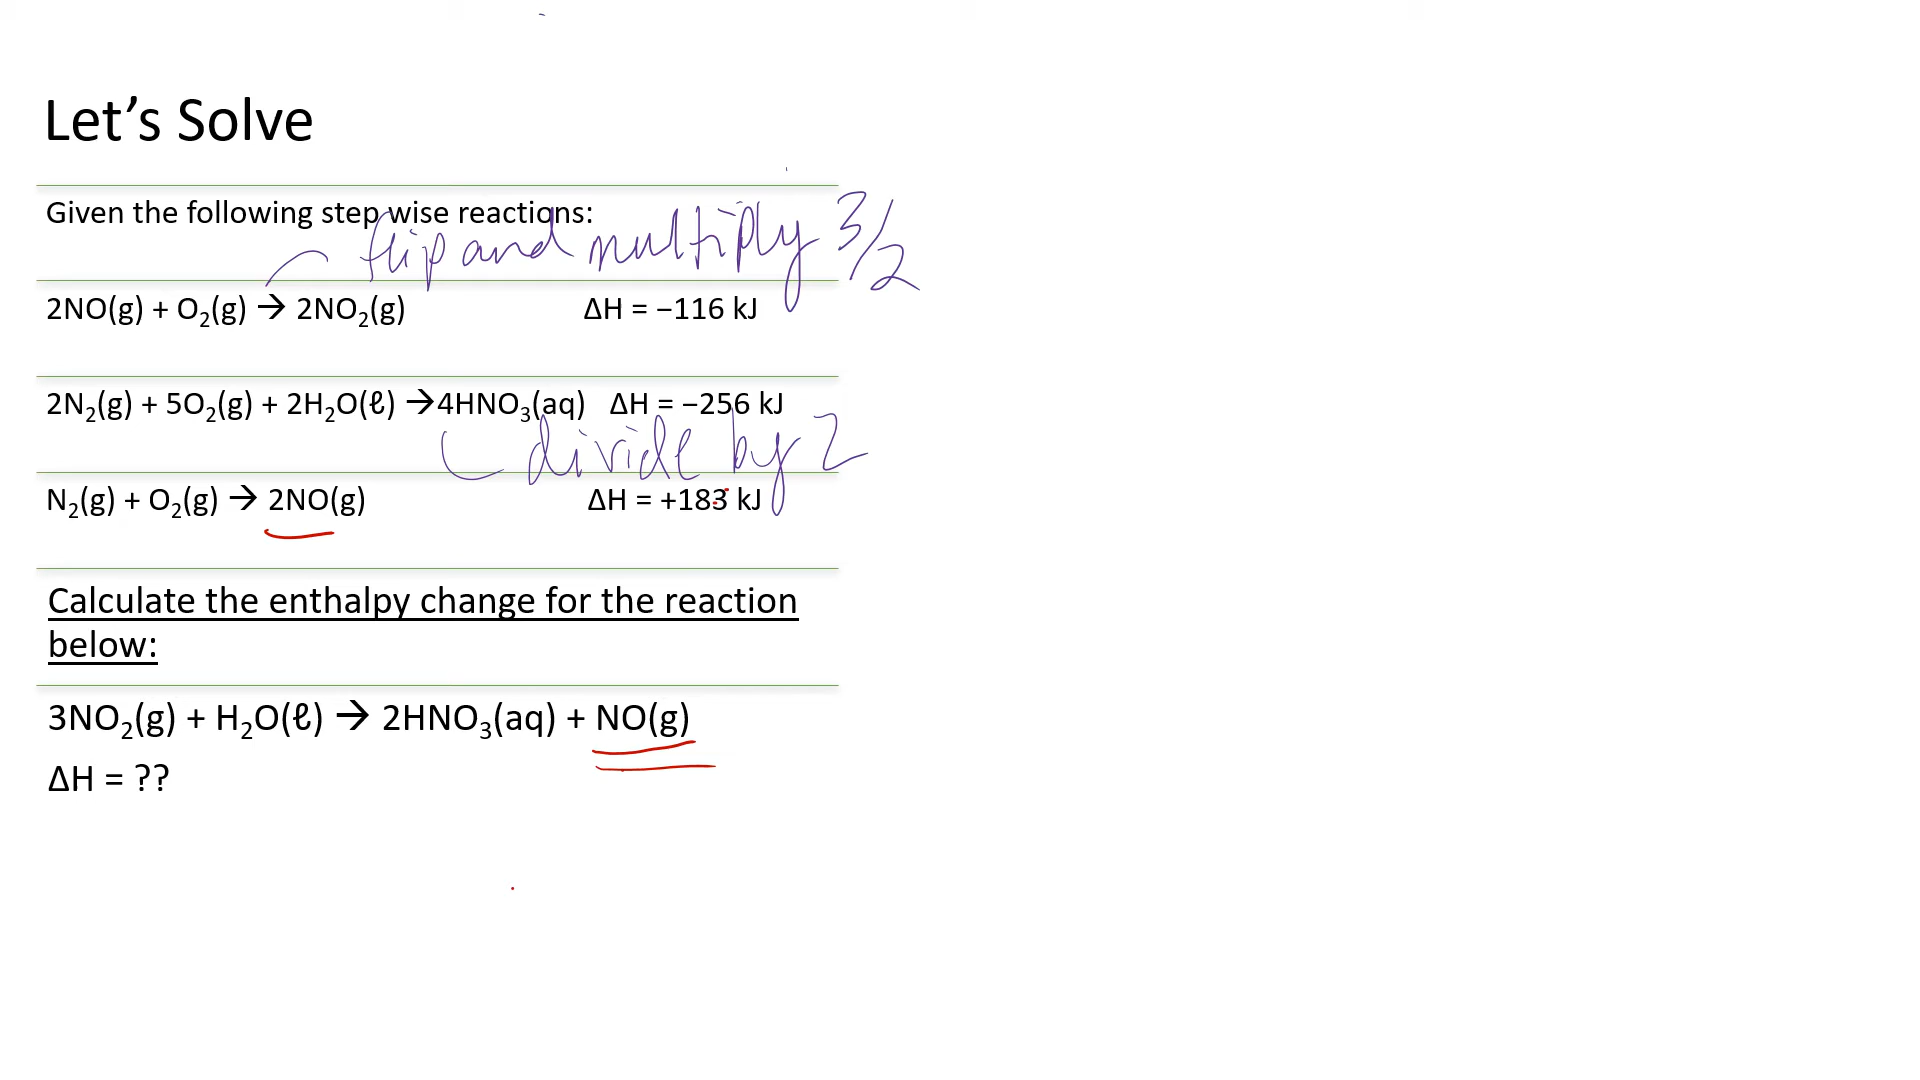 Let’s Solve
Given the following step wise reactions:
flip and multiply 3/2
2NO(g) + O₂(g) → 2NO₂(g) ΔH = −116 kJ
2N₂(g) + 5O₂(g) + 2H₂O(ℓ) →4HNO₃(aq) ΔH = −256 kJ
divide by 2
N₂(g) + O₂(g) → 2NO(g) ΔH = +183 kJ
Calculate the enthalpy change for the reaction
below:
3NO₂(g) + H₂O(ℓ) → 2HNO₃(aq) + NO(g)
ΔH = ??